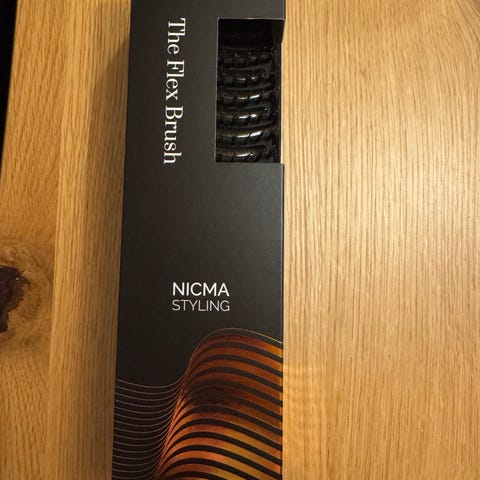 The Flex Brush
NICMA
STYLING